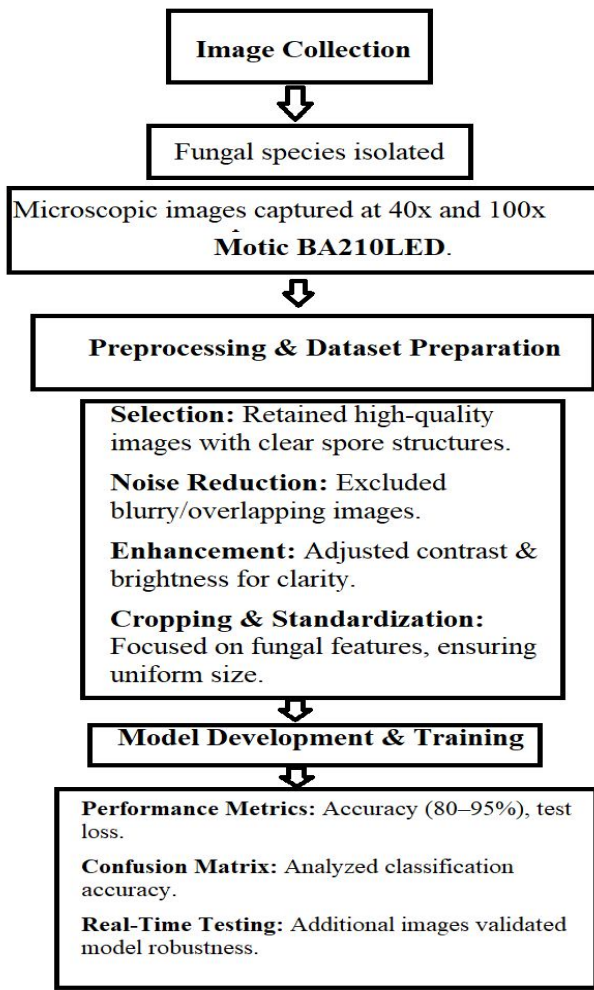 Image Collection
Fungal species isolated
Microscopic images captured at 40x and 100x
Motic BA210LED.
Preprocessing & Dataset Preparation
Selection: Retained high-quality
images with clear spore structures.
Noise Reduction: Excluded
blurry/overlapping images.
Enhancement: Adjusted contrast &
brightness for clarity.
Cropping & Standardization:
Focused on fungal features, ensuring
uniform size.
Model Development & Training
Performance Metrics: Accuracy (80–95%), test
loss.
Confusion Matrix: Analyzed classification
accuracy.
Real-Time Testing: Additional images validated
model robustness.